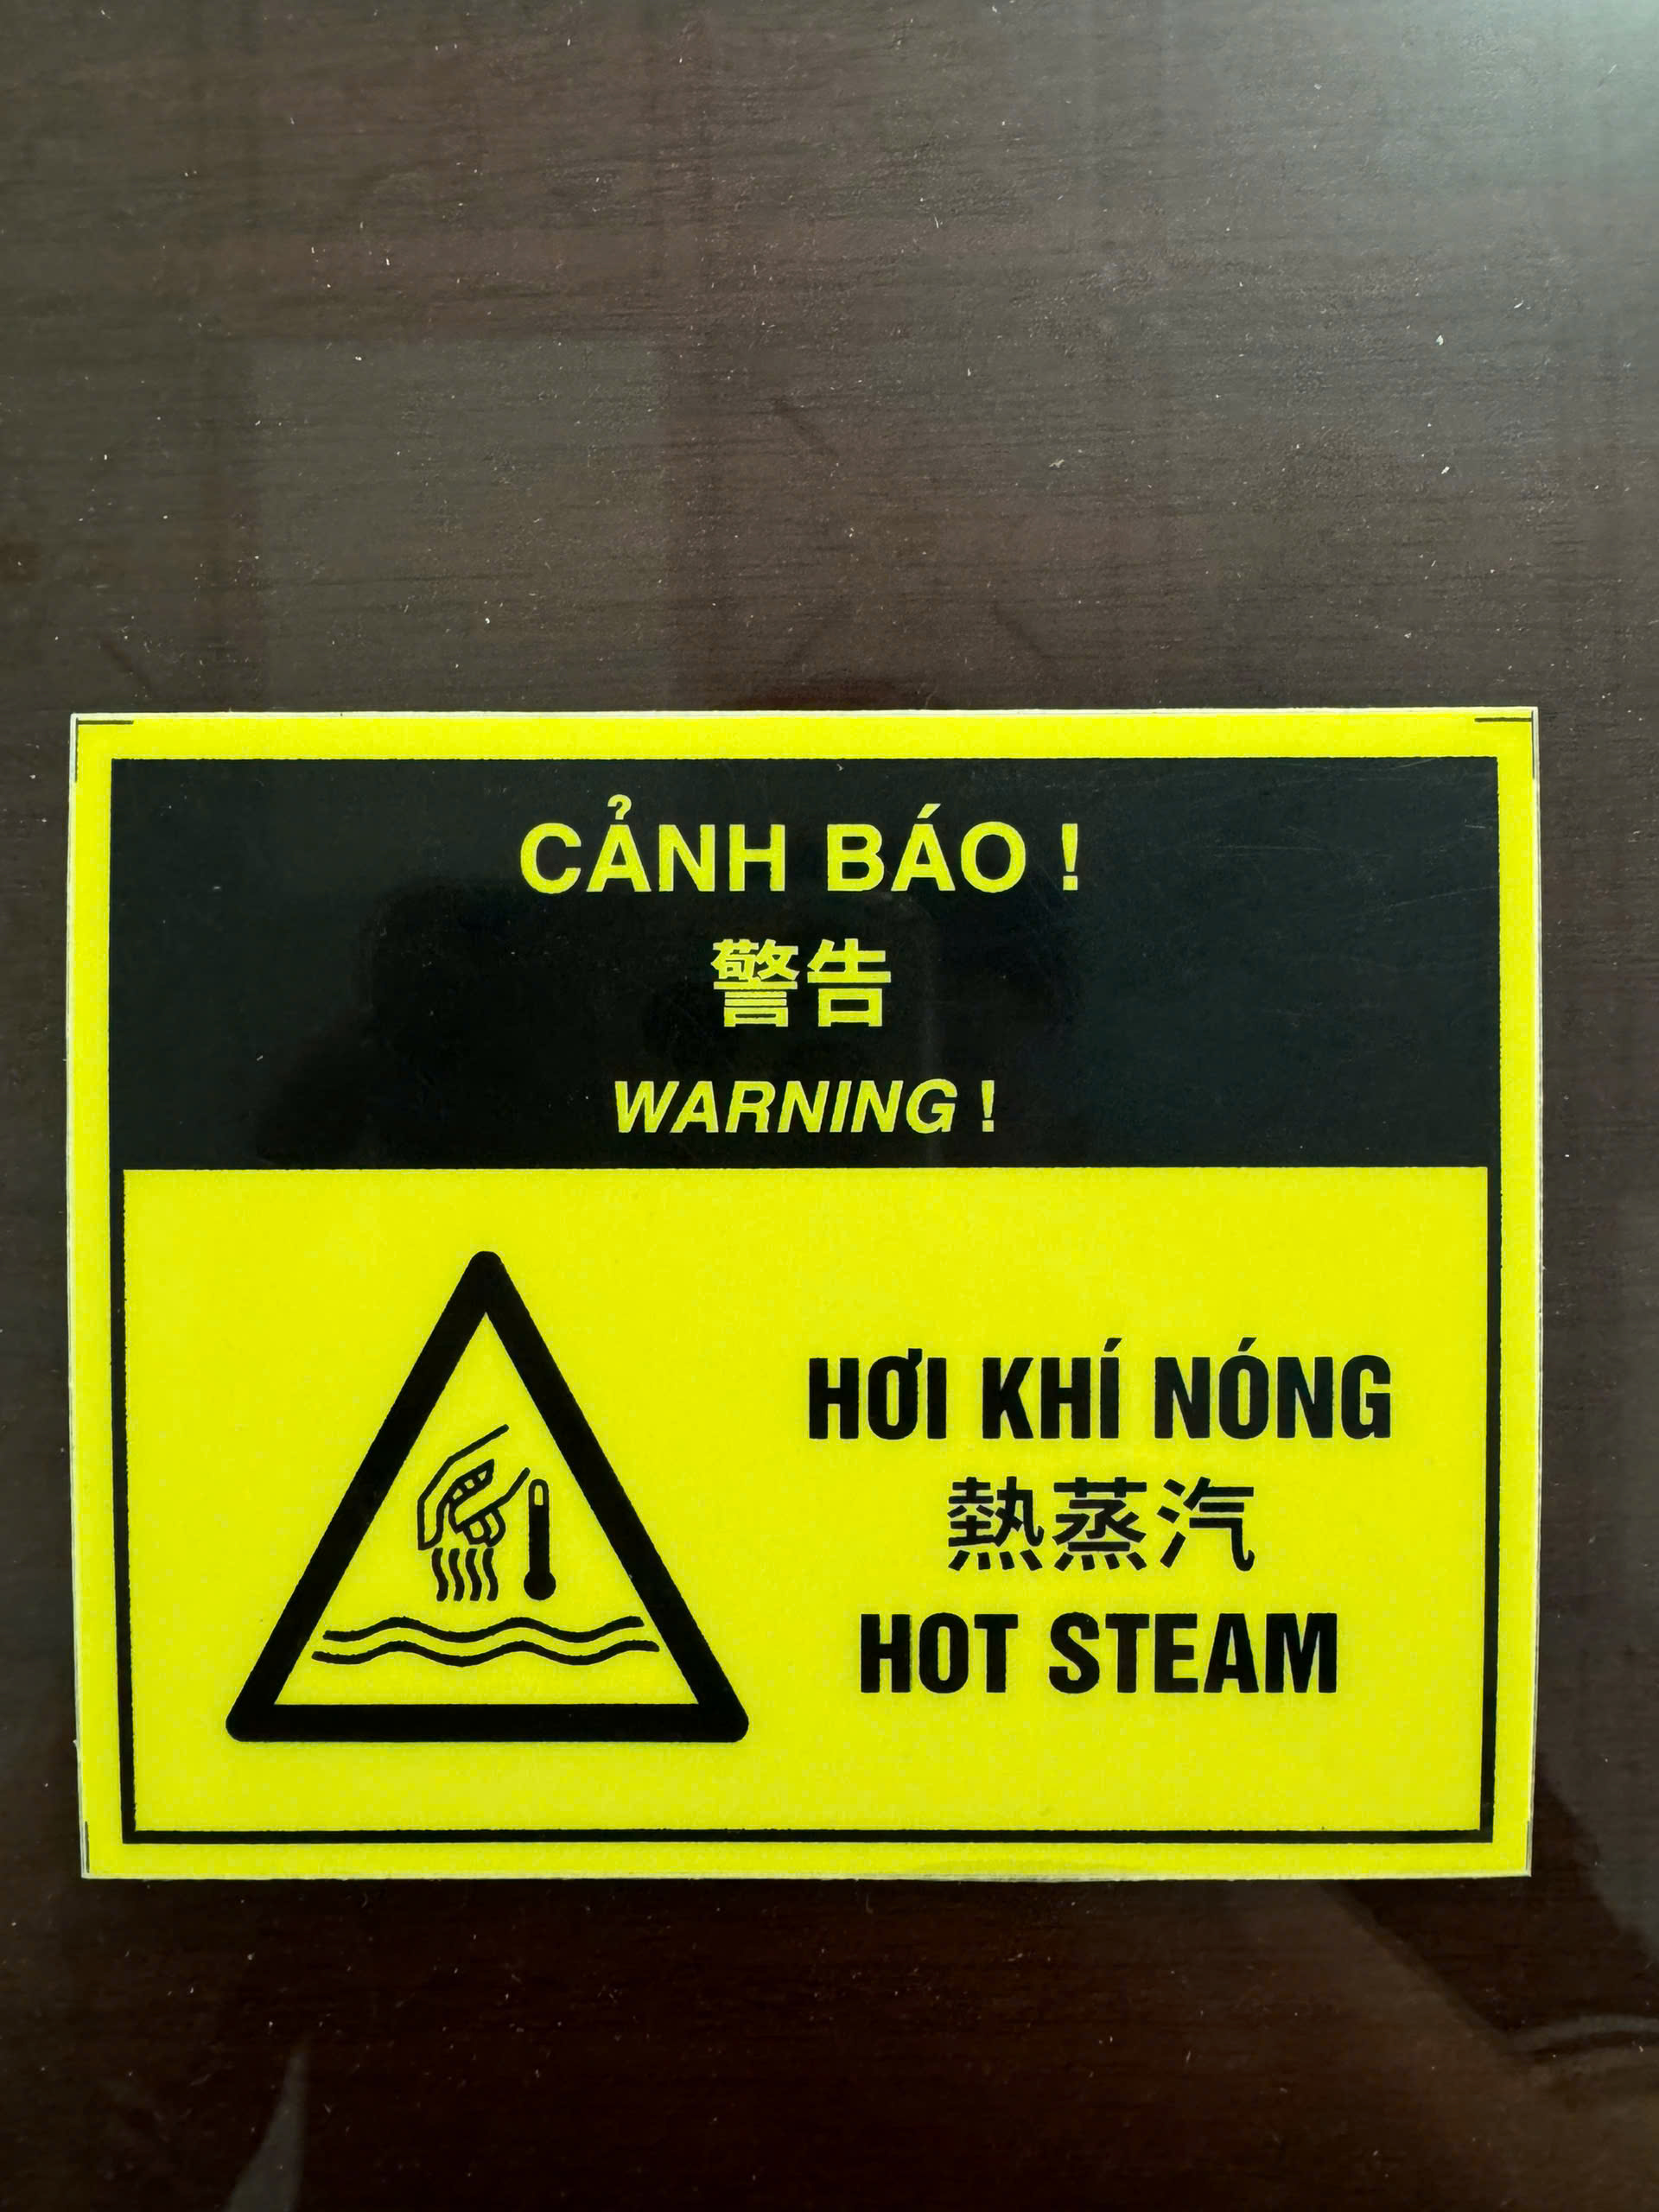 CẢNH BÁO !
警告
WARNING !
HƠI KHÍ NÓNG
熱蒸汽
HOT STEAM